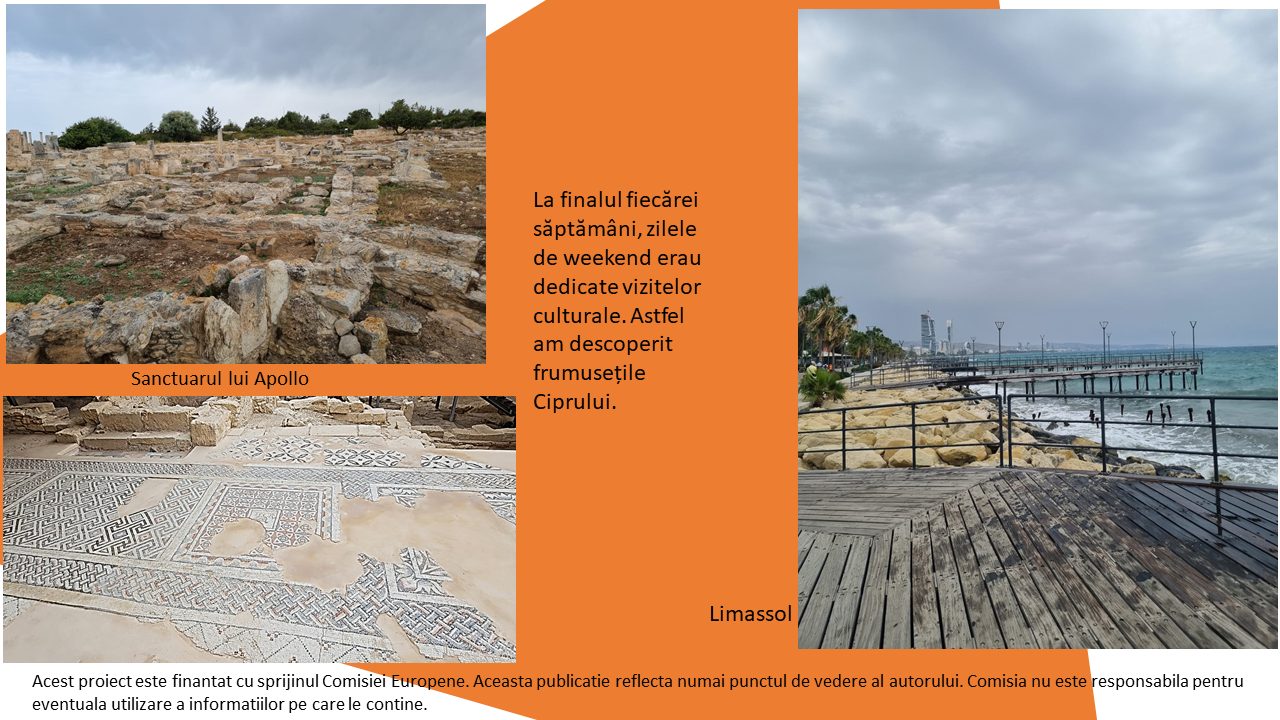 La finalul fiecărei
săptămâni, zilele
de weekend erau
dedicate vizitelor
culturale. Astfel
am descoperit
frumusețile
Ciprului.
Sanctuarul lui Apollo
Limassol
Acest proiect este finantat cu sprijinul Comisiei Europene. Aceasta publicatie reflecta numai punctul de vedere al autorului. Comisia nu este responsabila pentru
eventuala utilizare a informatiilor pe care le contine.